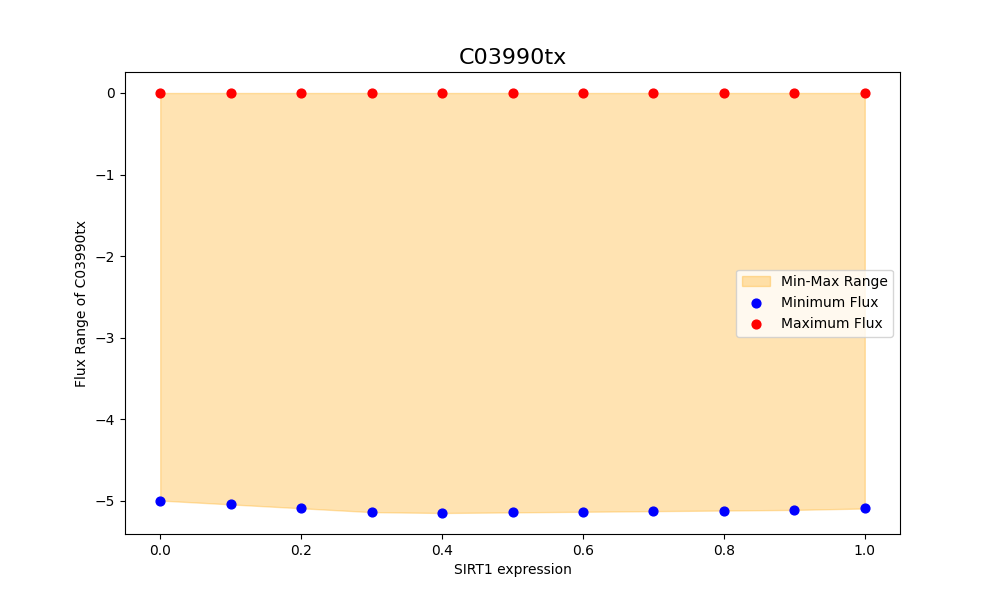 C03990tx
0
−1
−2
−3
−4
−5
Flux Range of C03990tx
Min-Max Range
Minimum Flux
Maximum Flux
0.0 0.2 0.4 0.6 0.8 1.0
SIRT1 expression